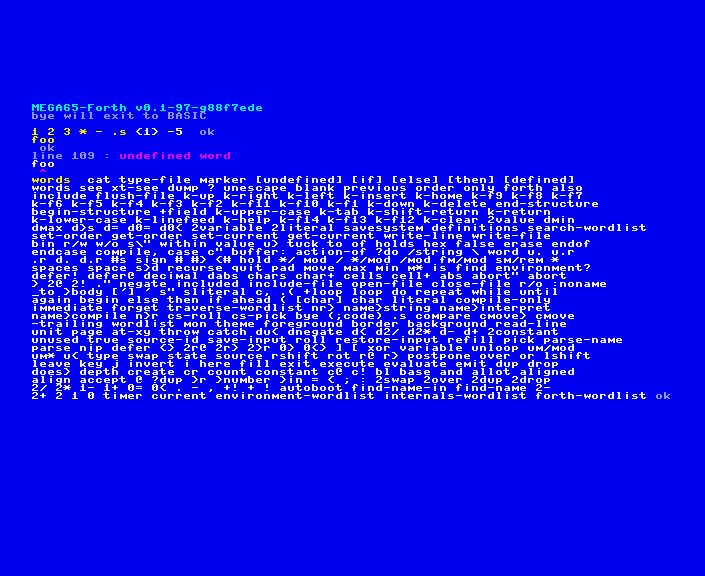 MEGA65-Forth v0.1-97-g88f7ede
bye will exit to BASIC
1 2 3 * - .s <1> -5  ok
foo
 ok
line 109 : undefined word
foo
^
words  cat type-file marker [undefined] [if] [else] [then] [defined]
words see xt-see dump ? unescape blank previous order only forth also
include flush-file k-up k-right k-left k-insert k-home k-f9 k-f8 k-f7
k-f6 k-f5 k-f4 k-f3 k-f2 k-f11 k-f10 k-f1 k-down k-delete end-structure
begin-structure +field k-upper-case k-tab k-shift-return k-return
k-lower-case k-linefeed k-help k-f14 k-f13 k-f12 k-clear 2value dmin
dmax d>s d= d0= d0< 2variable 2literal savesystem definitions search-wordlist
set-order get-order set-current get-current write-line write-file
bin r/w w/o s\" within value u> tuck to of holds hex false erase endof
endcase compile, case c" buffer: action-of ?do /string \ word u. u.r
.r d. d.r #s sign # #> <# hold */ mod / */mod /mod fm/mod sm/rem *
spaces space s>d recurse quit pad move max min m* is find environment?
defer! defer@ decimal dabs chars char+ cells cell+ abs abort" abort
> 2@ 2! ." negate included include-file open-file close-file r/o :noname
 to >body ['] ' s" sliteral c, .( +loop loop do repeat while until
again begin else then if ahead ( [char] char literal compile-only
immediate forget traverse-wordlist nr> name>string name>interpret
name>compile n>r cs-roll cs-pick bye (;code) .s compare cmove> cmove
-trailing wordlist mon theme foreground border background read-line
unit page at-xy throw catch du< dnegate d< d2/ d2* d- d+ 2constant
unused true source-id save-input roll restore-input refill pick parse-name
parse nip defer <> 2r@ 2r> 2>r 0> 0<> ] [ xor variable unloop um/mod
um* u< type swap state source rshift rot r@ r> postpone over or lshift
leave key j invert i here fill exit execute evaluate emit dup drop
does> depth create cr count constant c@ c! bl base and allot aligned
align accept @ ?dup >r >number >in = < ; : 2swap 2over 2dup 2drop
2/ 2* 1- 1+ 0= 0< . - , +! + ! autoboot find-name-in find-name 2-
2+ 2 1 0 timer current environment-wordlist internals-wordlist forth-wordlist ok